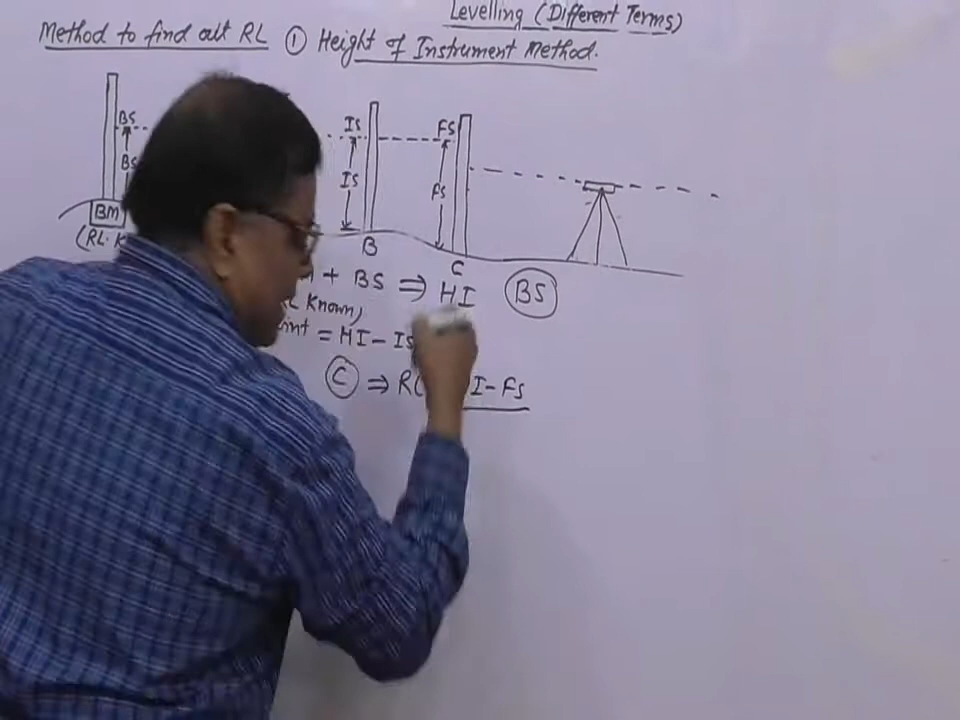 Levelling (Different Terms)
Method to find out RL ① Height of Instrument Method.
BS
IS
FS
BS
IS
FS
BM
(RL.
B
C
+ BS ⇒ HI
BS
Known)
= HI - IS
C ⇒ I - FS